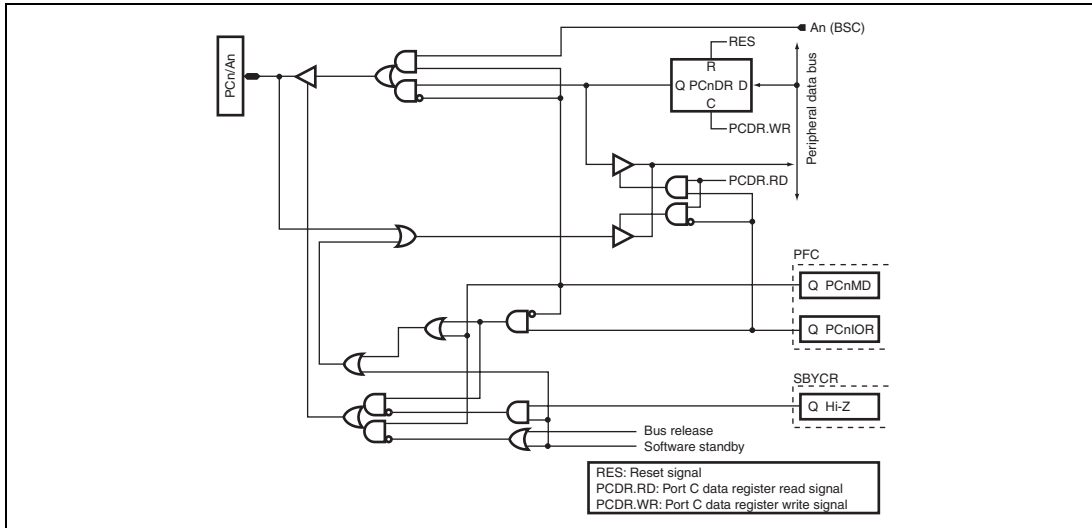 An (BSC)
PCn/An
RES
R
Q PCnDR D
C
PCDR.WR
Peripheral data bus
PCDR.RD
PFC
Q PCnMD
Q PCnIOR
SBYCR
Q Hi-Z
Bus release
Software standby
RES: Reset signal
PCDR.RD: Port C data register read signal
PCDR.WR: Port C data register write signal